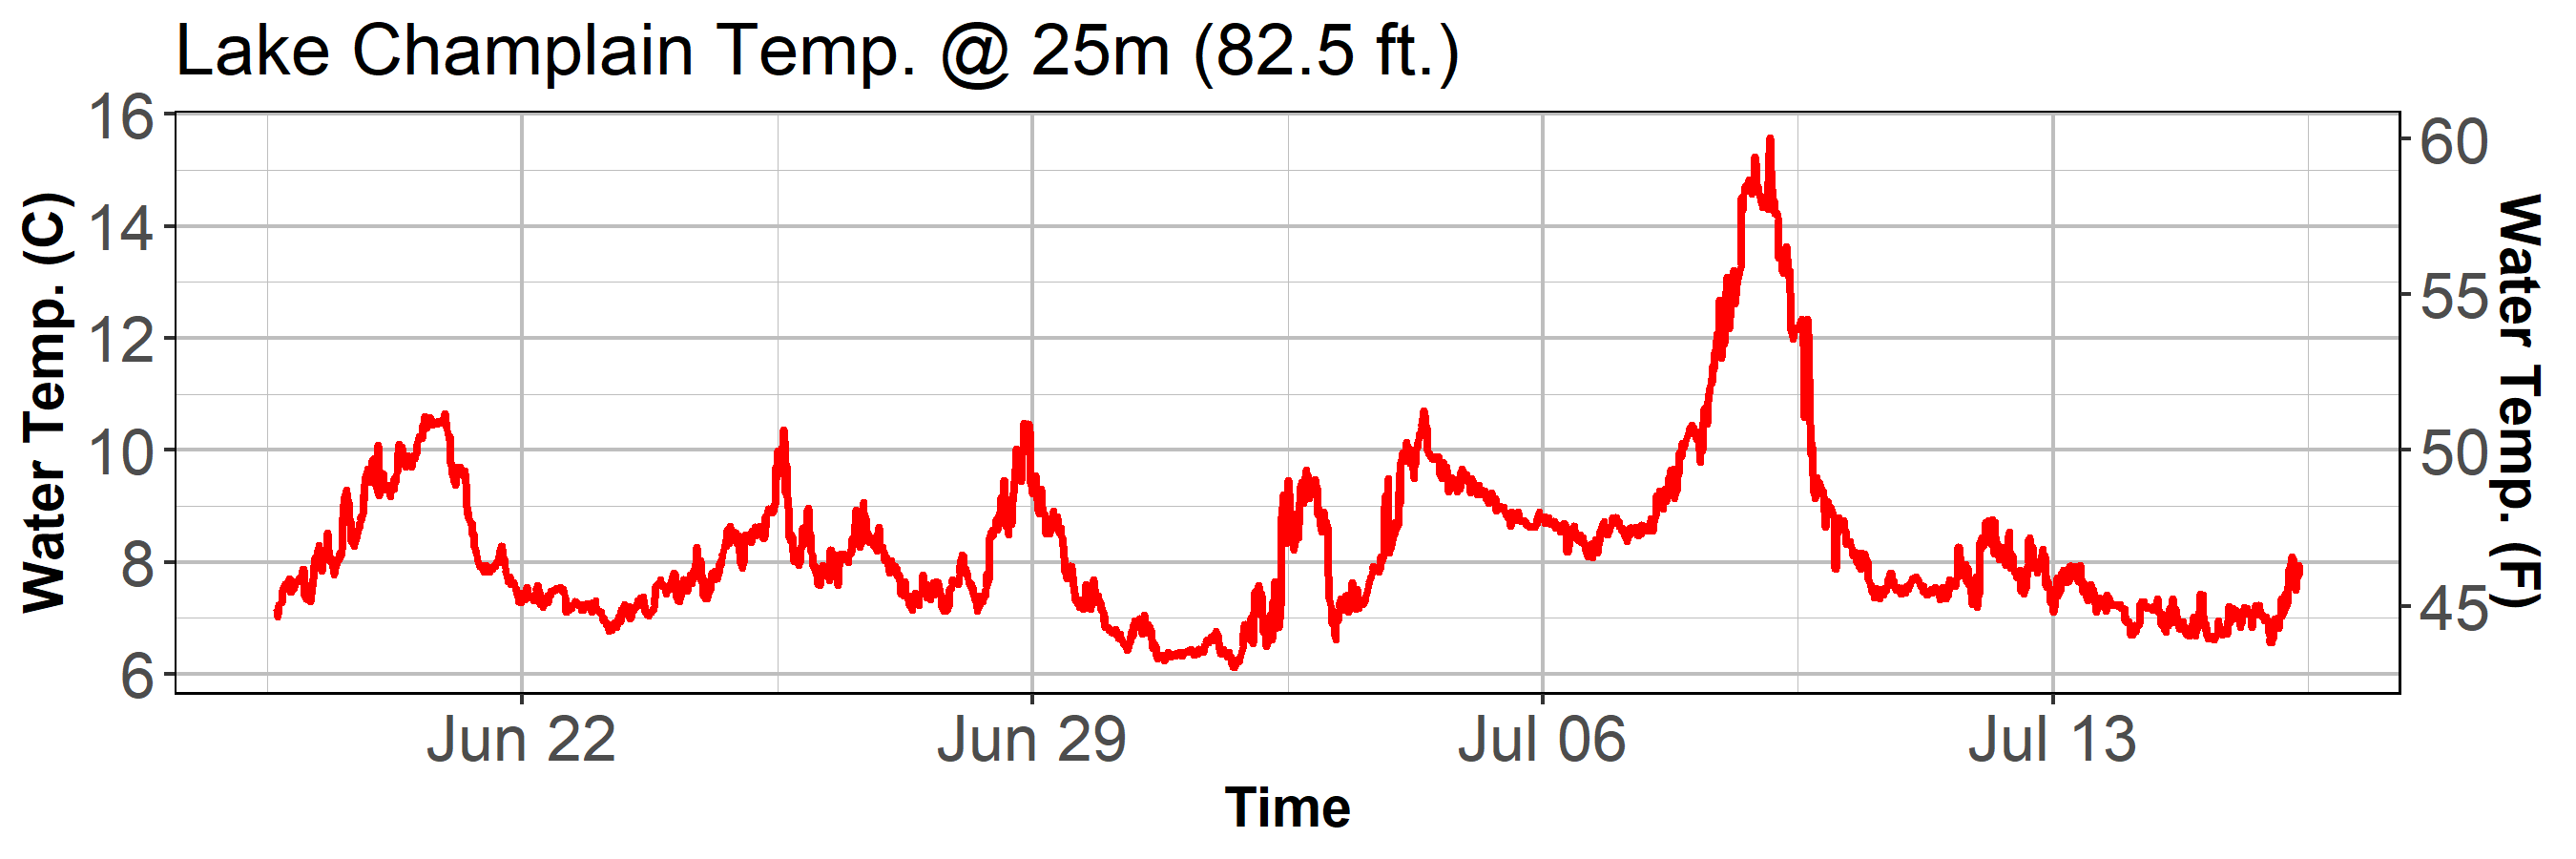 Lake Champlain Temp. @ 25m (82.5 ft.)
Water Temp. (C)
16
14
12
10
8
6
60
55
50
45
Water Temp. (F)
Jun 22 Jun 29 Jul 06 Jul 13
Time